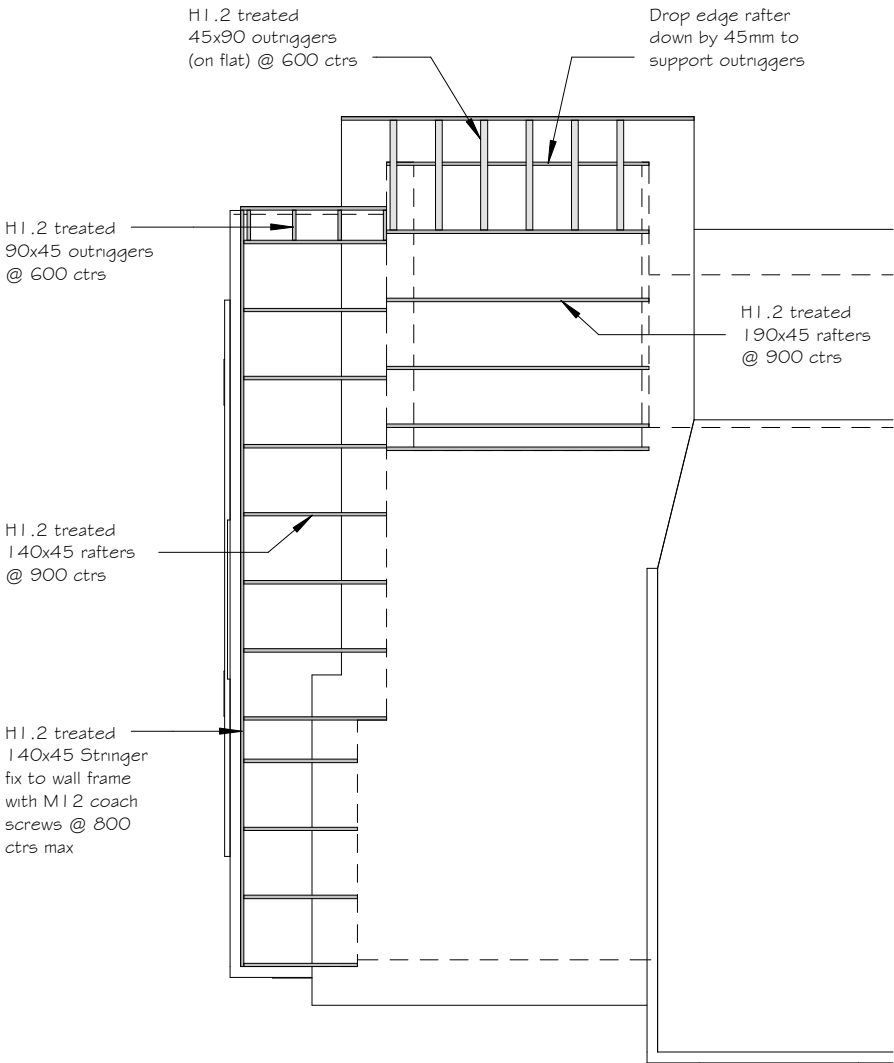 H1.2 treated
45x90 outriggers
(on flat) @ 600 ctrs
Drop edge rafter
down by 45mm to
support outriggers
H1.2 treated
90x45 outriggers
@ 600 ctrs
H1.2 treated
190x45 rafters
@ 900 ctrs
H1.2 treated
140x45 rafters
@ 900 ctrs
H1.2 treated
140x45 Stringer
fix to wall frame
with M12 coach
screws @ 800
ctrs max